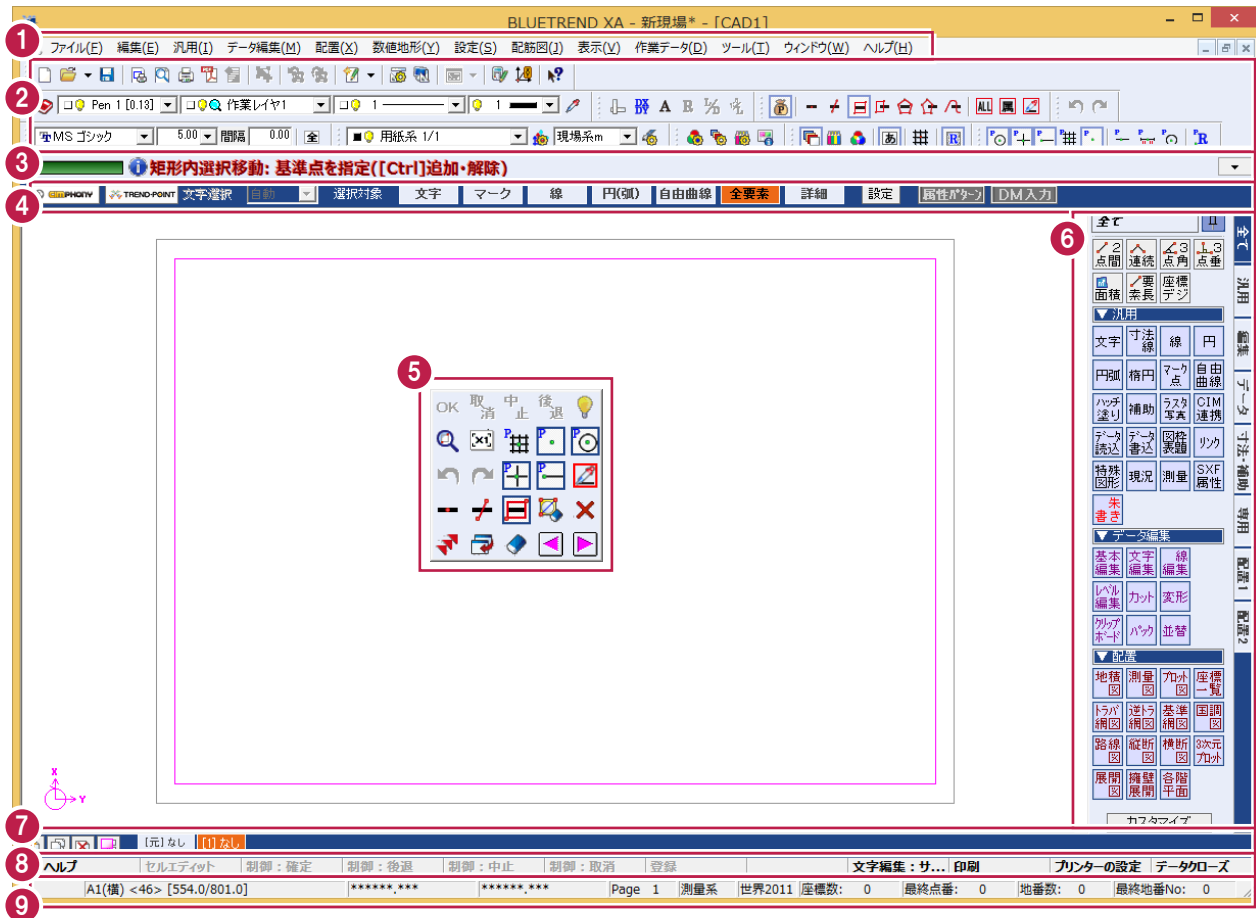 BLUETREND XA - 新現場* - [CAD1]
1
ファイル(F) 編集(E) 汎用(I) データ編集(M) 配置(X) 数値地形(Y) 設定(S) 配筋図(J) 表示(V) 作業データ(D) ツール(T) ウィンドウ(W) ヘルプ(H)
2
Pen 1 [0.13] 作業レイヤ1 1 1
MS ゴシック 5.00 間隔 0.00 全 用紙系 1/1 現場系m あ R
3
矩形内選択移動: 基準点を指定([Ctrl]追加・解除)
4
TREND-POINT 文字選択 自動 選択対象 文字 マーク 線 円(弧) 自由曲線 全要素 詳細 設定 属性パターン DM入力
5
OK 取消 中止 後退
6
全て
2点間 連続 3点角 3点垂
面積 要素長 座標デジ
▼ 汎用
文字 寸法線 線 円
円弧 楕円 マーク点 自由曲線
ハッチ塗り 補助 ラスタ写真 CIM連携
データ読込 データ書込 図枠表題 リンク
特殊図形 現況 測量 SXF属性
朱書き
▼ データ編集
基本編集 文字編集 線編集
レベル編集 カット 変形
クリップボード パック 並替
▼ 配置
地積図 測量図 プロット図 座標一覧
トラバ網図 逆トラ網図 基準網図 国調図
路線図 縦断図 横断図 3次元プロット
展開図 擁壁展開 各階平面
カスタマイズ
全て
汎用
編集
データ
寸法・補助
専用
配置1
配置2
X
Y
7
[元] なし [1] なし
8
ヘルプ セルエディット 制御:確定 制御:後退 制御:中止 制御:取消 登録 文字編集:サ... 印刷 プリンターの設定 データクローズ
9
A1(横) <46> [554.0/801.0] ******.*** ******.*** Page 1 測量系 世界2011 座標数: 0 最終点番: 0 地番数: 0 最終地番No: 0